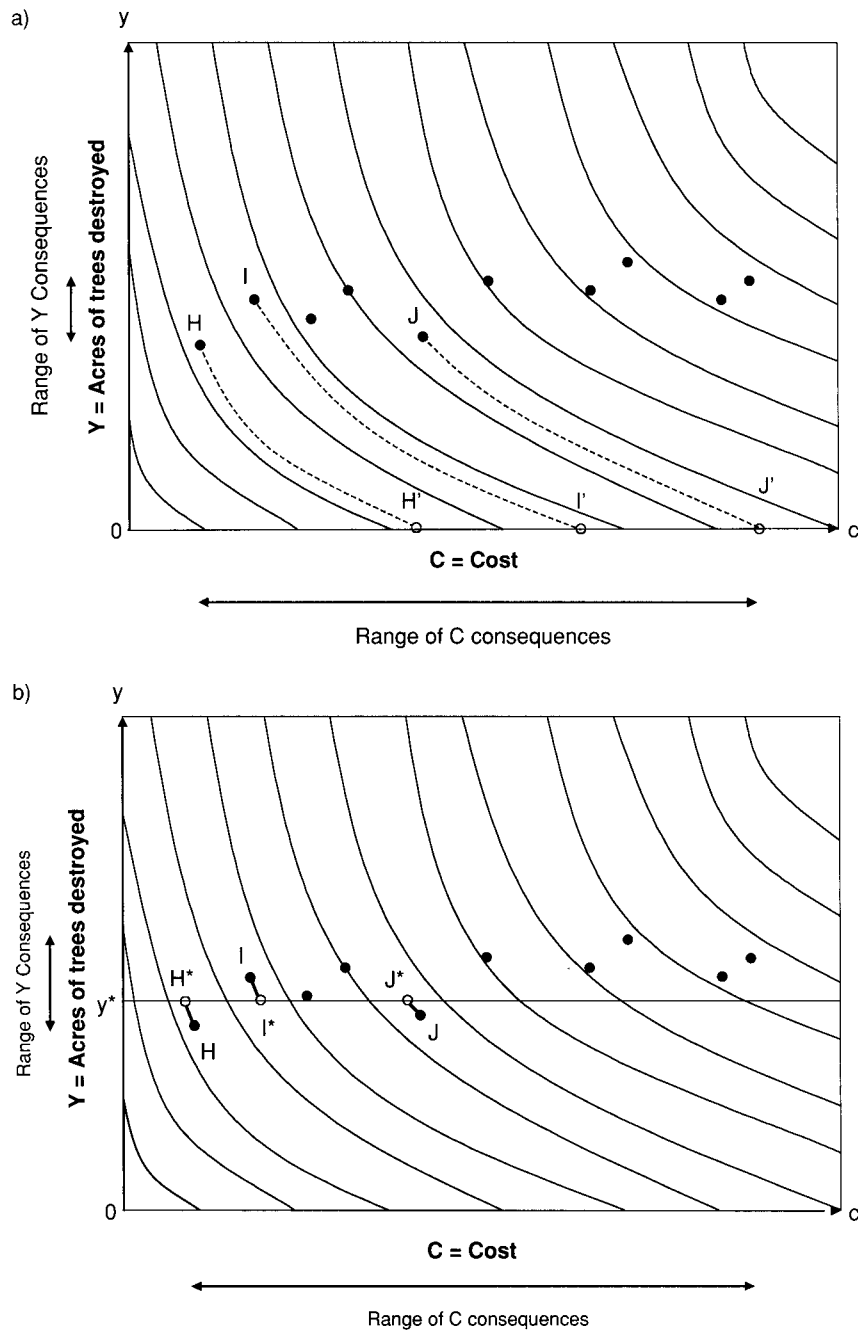 a)
y
Range of Y Consequences
Y = Acres of trees destroyed
I
H
J
H'
I'
J'
0
c
C = Cost
Range of C consequences
b)
y
Range of Y Consequences
Y = Acres of trees destroyed
I
H*
J*
y*
I*
J
H
0
c
C = Cost
Range of C consequences